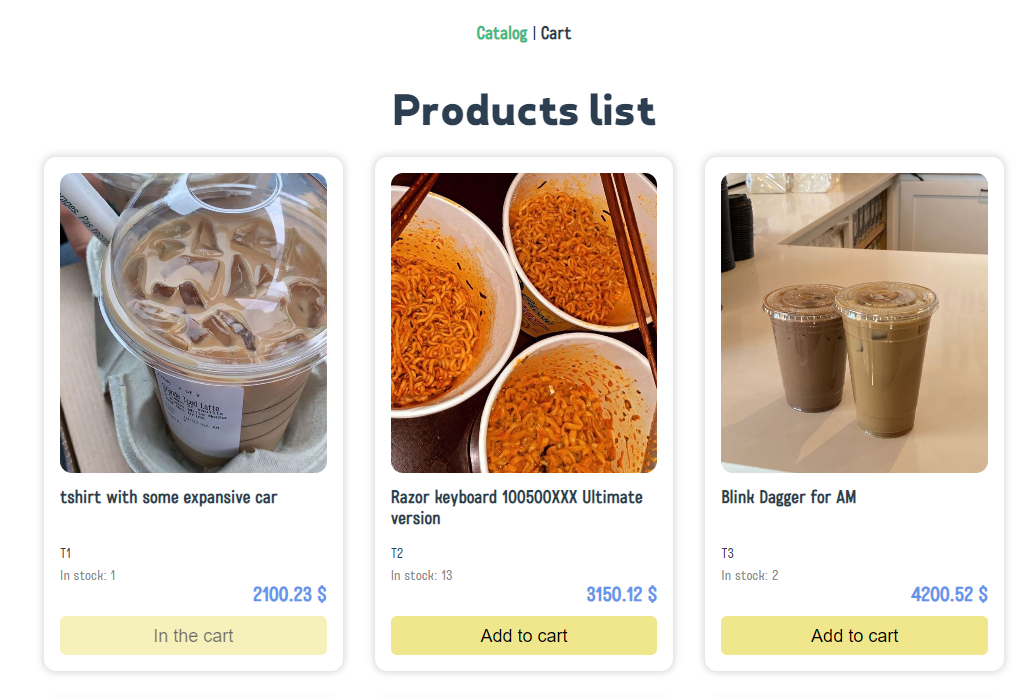 Catalog | Cart
Products list
tshirt with some expansive car
T1
In stock: 1
2100.23 $
In the cart
Razor keyboard 100500XXX Ultimate
version
T2
In stock: 13
3150.12 $
Add to cart
Blink Dagger for AM
T3
In stock: 2
4200.52 $
Add to cart